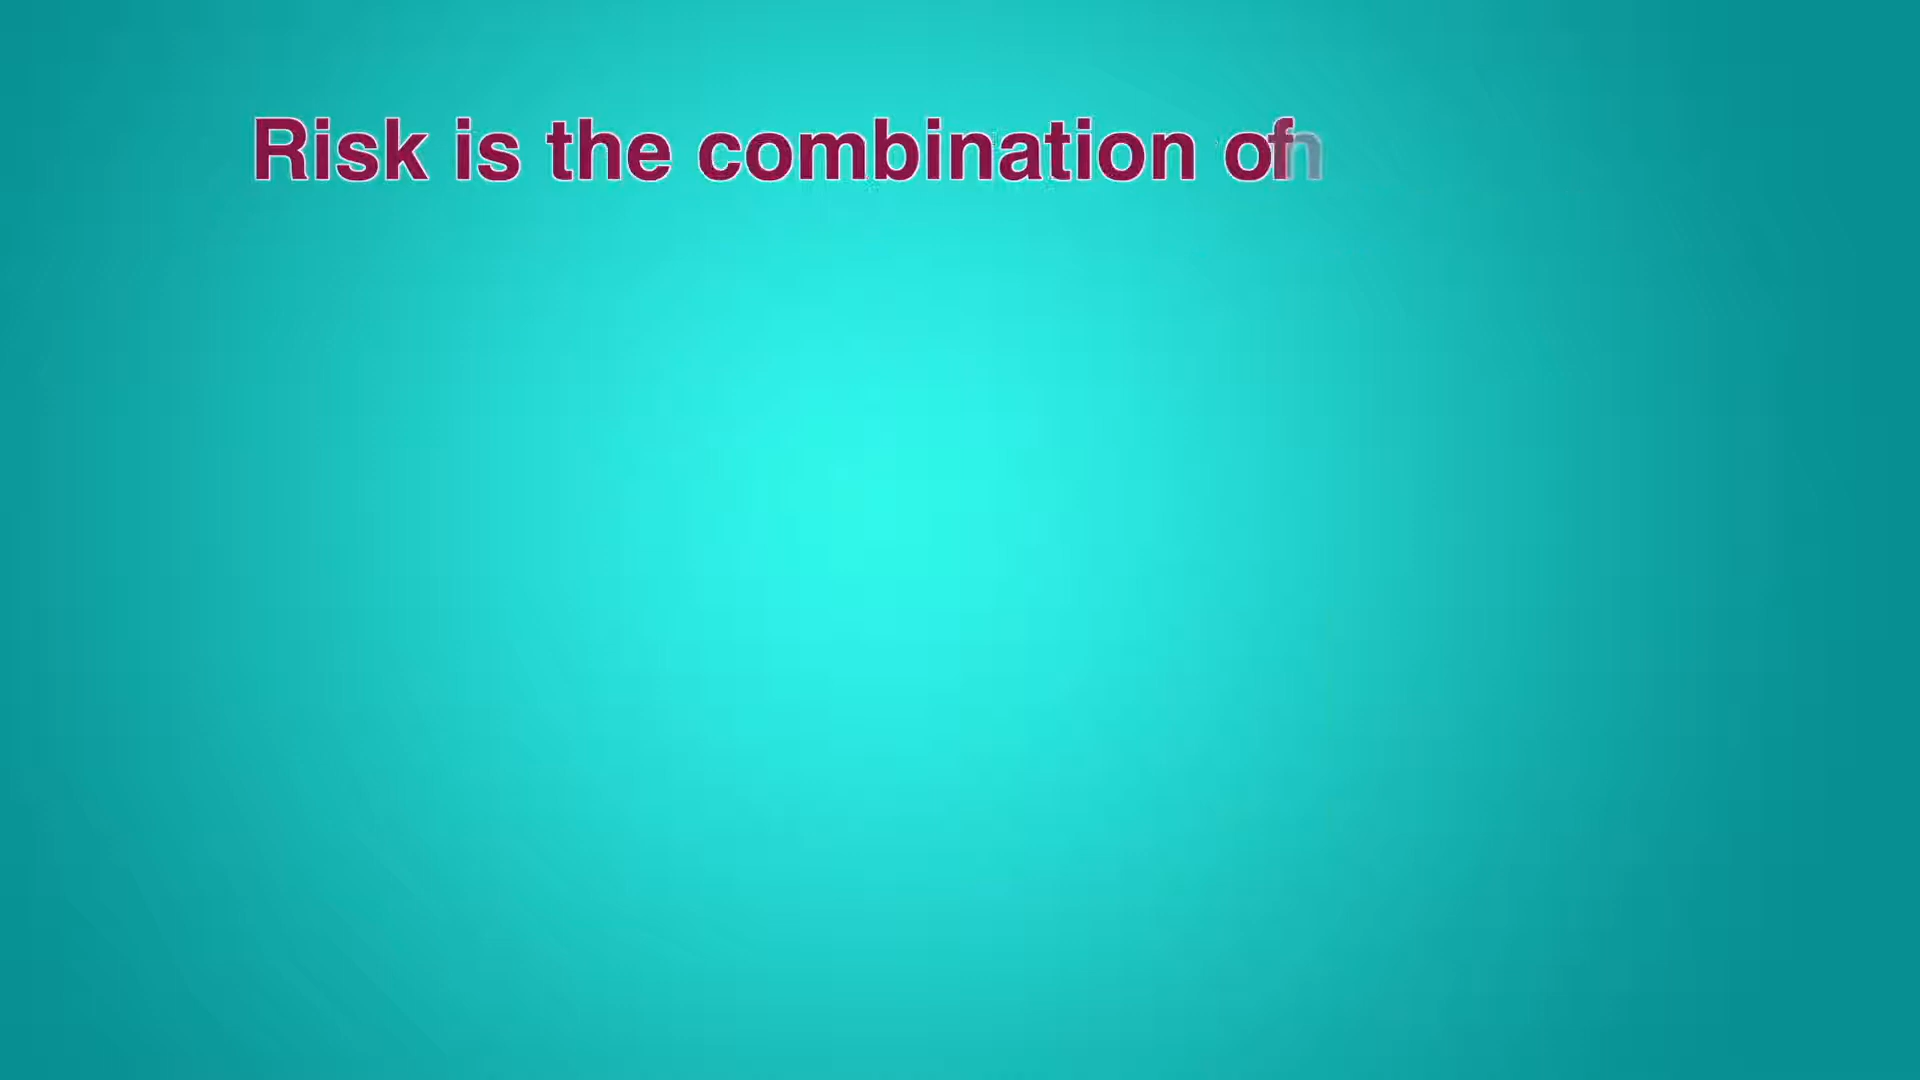 Risk is the combination of